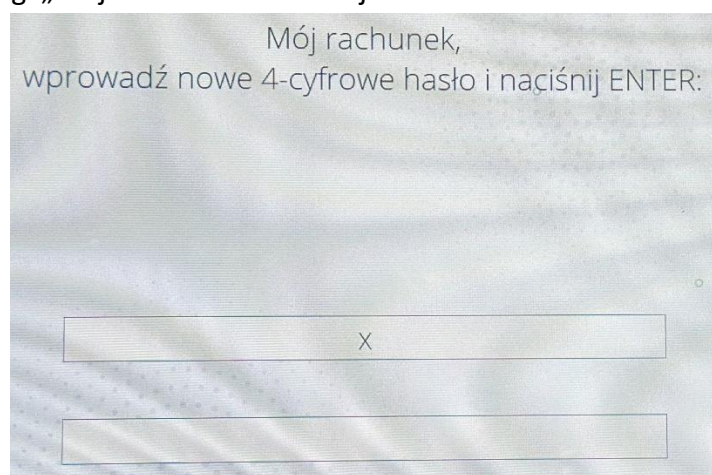 Mój rachunek,
wprowadź nowe 4-cyfrowe hasło i naciśnij ENTER:
X